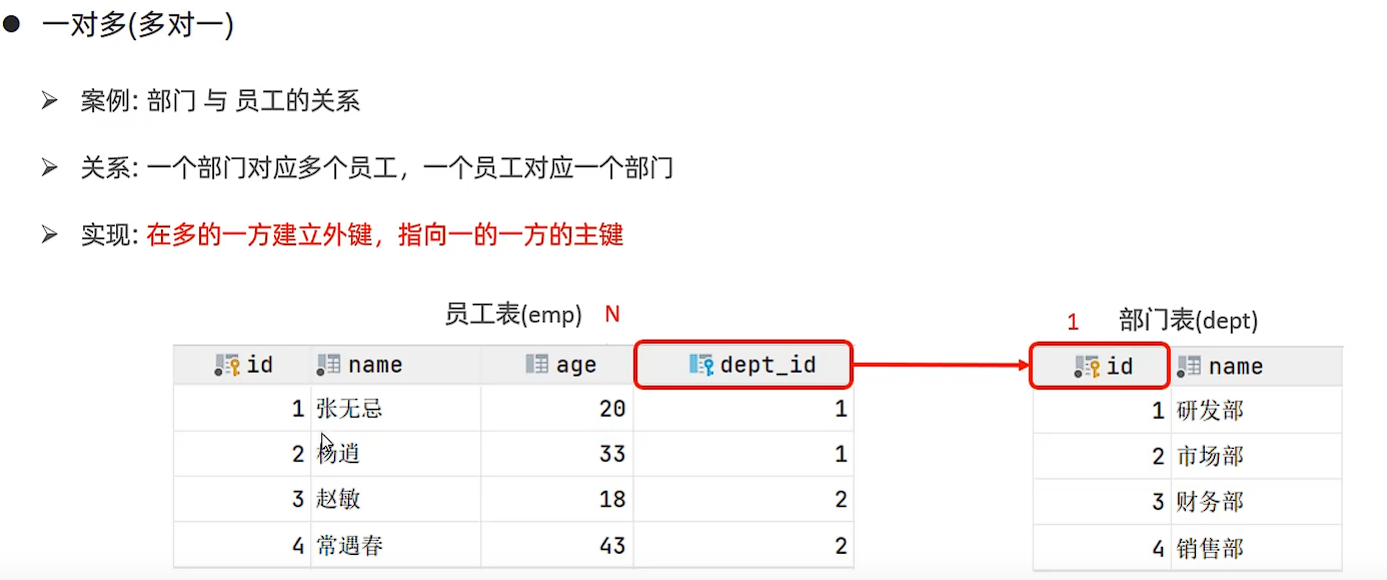 一对多(多对一)
案例: 部门 与 员工的关系
关系: 一个部门对应多个员工，一个员工对应一个部门
实现: 在多的一方建立外键，指向一的一方的主键
员工表(emp) N 1 部门表(dept)
id name age dept_id id name
1 张无忌 20 1 1 研发部
2 杨逍 33 1 2 市场部
3 赵敏 18 2 3 财务部
4 常遇春 43 2 4 销售部